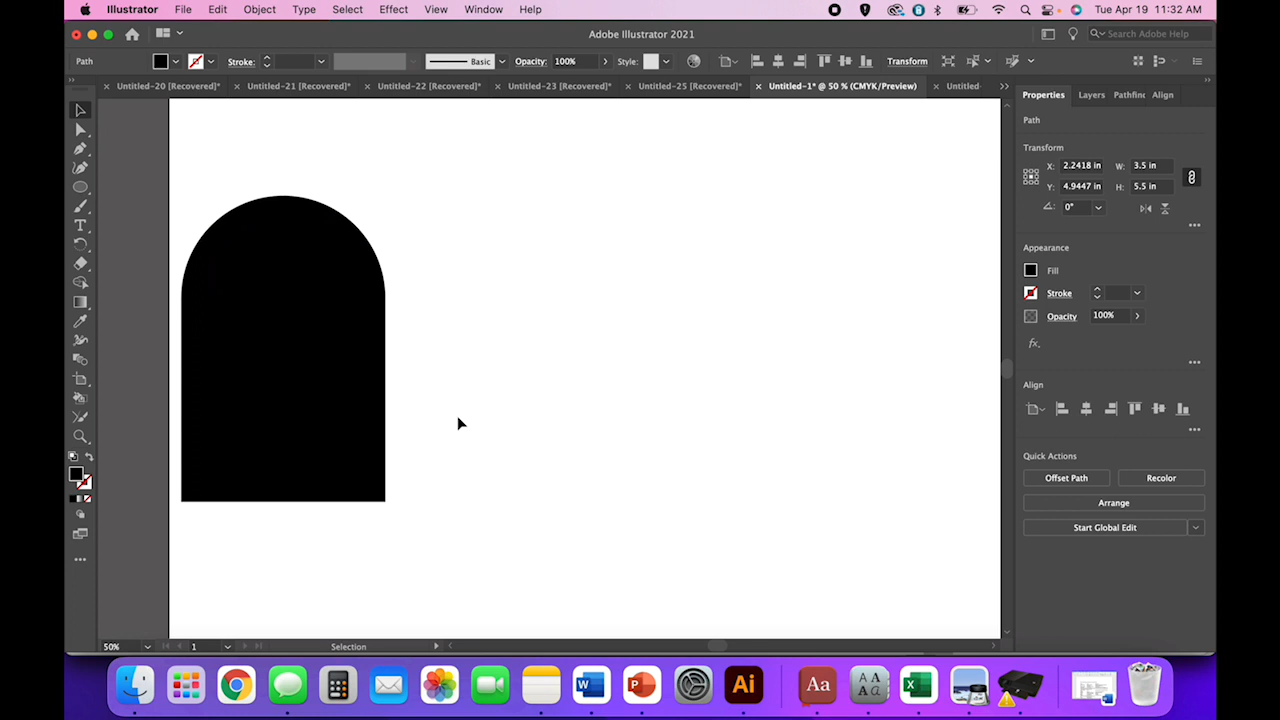 Illustrator File Edit Object Type Select Effect View Window Help Tue Apr 19 11:32 AM
Adobe Illustrator 2021 Search Adobe Help
Path Stroke: Basic Opacity: 100% Style: Transform
Untitled-20 [Recovered]* Untitled-21 [Recovered]* Untitled-22 [Recovered]* Untitled-23 [Recovered]* Untitled-25 [Recovered]* Untitled-1* @ 50 % (CMYK/Preview) Untitled-
Properties Layers Pathfin Align
Path
Transform
X: 2.2418 in W: 3.5 in
Y: 4.9447 in H: 5.5 in
0°
Appearance
Fill
Stroke
Opacity 100%
fx.
Align
Quick Actions
Offset Path Recolor
Arrange
Start Global Edit
50% 1 Selection
W P Ai Aa X